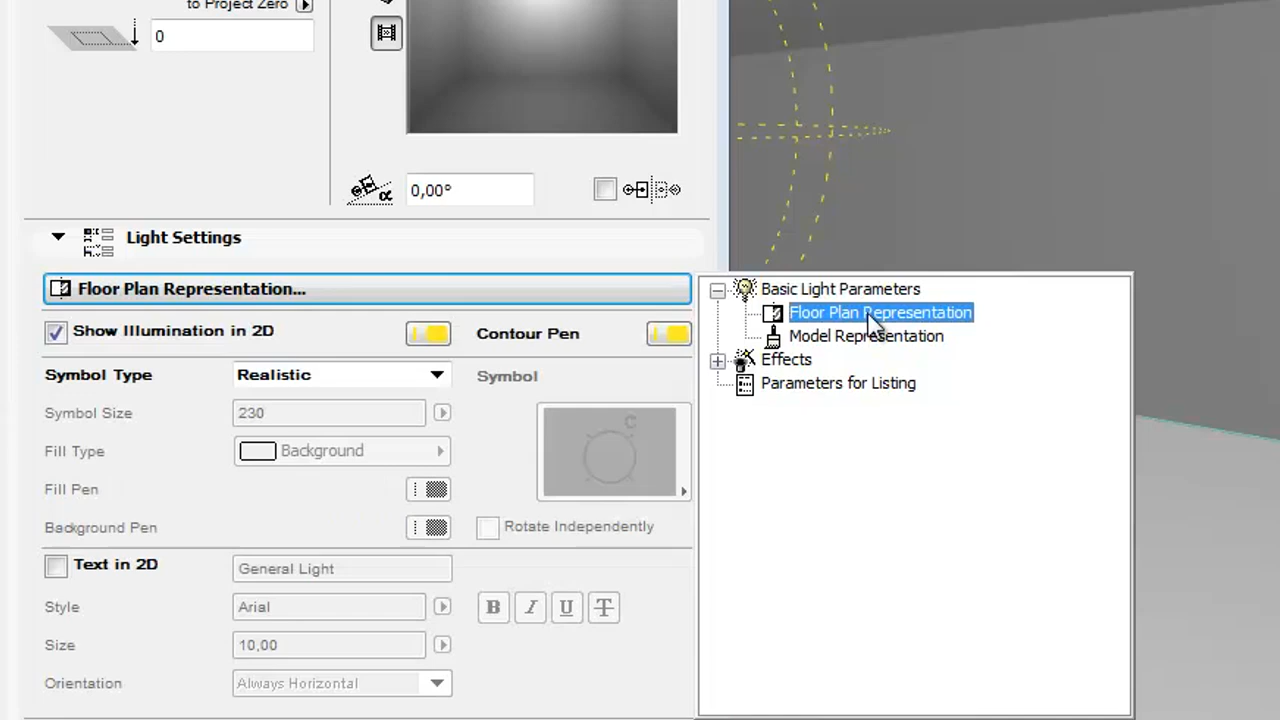 to Project Zero
0
α
0,00°
Light Settings
Floor Plan Representation...
Show Illumination in 2D
Contour Pen
Symbol Type
Realistic
Symbol
Symbol Size
230
C
Fill Type
Background
Fill Pen
Background Pen
Rotate Independently
Text in 2D
General Light
Style
Arial
B I U T
Size
10,00
Orientation
Always Horizontal
Basic Light Parameters
Floor Plan Representation
Model Representation
Effects
Parameters for Listing